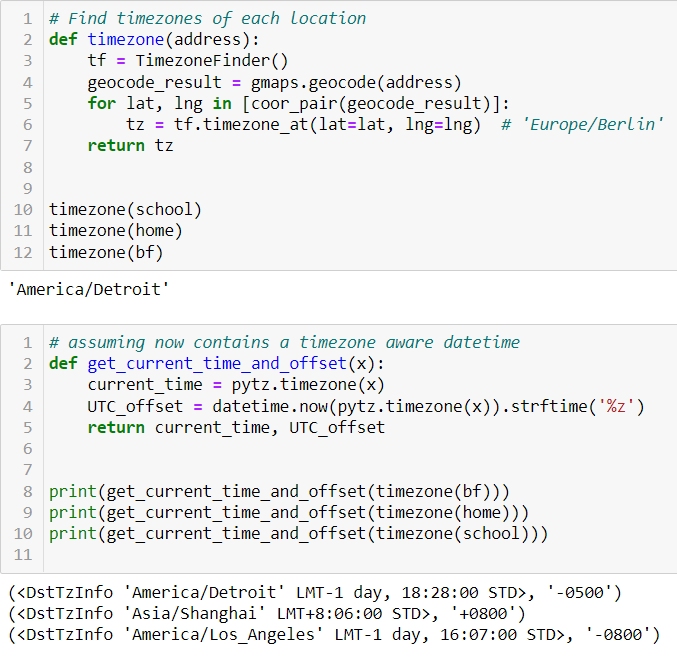 1 # Find timezones of each location
2 def timezone(address):
3     tf = TimezoneFinder()
4     geocode_result = gmaps.geocode(address)
5     for lat, lng in [coor_pair(geocode_result)]:
6         tz = tf.timezone_at(lat=lat, lng=lng)  # 'Europe/Berlin'
7     return tz
8
9
10 timezone(school)
11 timezone(home)
12 timezone(bf)
'America/Detroit'
1 # assuming now contains a timezone aware datetime
2 def get_current_time_and_offset(x):
3     current_time = pytz.timezone(x)
4     UTC_offset = datetime.now(pytz.timezone(x)).strftime('%z')
5     return current_time, UTC_offset
6
7
8 print(get_current_time_and_offset(timezone(bf)))
9 print(get_current_time_and_offset(timezone(home)))
10 print(get_current_time_and_offset(timezone(school)))
11
(<DstTzInfo 'America/Detroit' LMT-1 day, 18:28:00 STD>, '-0500')
(<DstTzInfo 'Asia/Shanghai' LMT+8:06:00 STD>, '+0800')
(<DstTzInfo 'America/Los_Angeles' LMT-1 day, 16:07:00 STD>, '-0800')